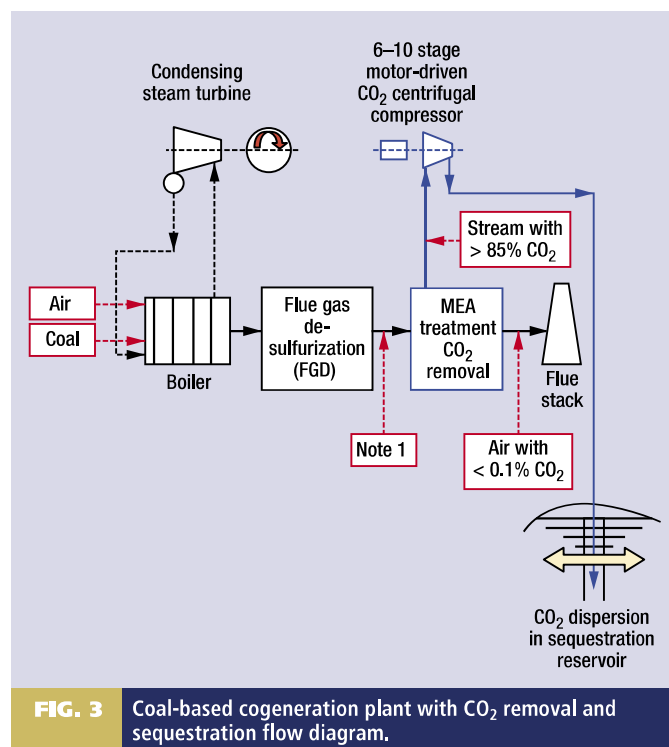 Condensing
steam turbine
6–10 stage
motor-driven
CO₂ centrifugal
compressor
Stream with
> 85% CO₂
Air
Coal
Boiler
Flue gas
de-
sulfurization
(FGD)
MEA
treatment
CO₂
removal
Flue
stack
Note 1
Air with
< 0.1% CO₂
CO₂ dispersion
in sequestration
reservoir
FIG. 3
Coal-based cogeneration plant with CO₂ removal and
sequestration flow diagram.